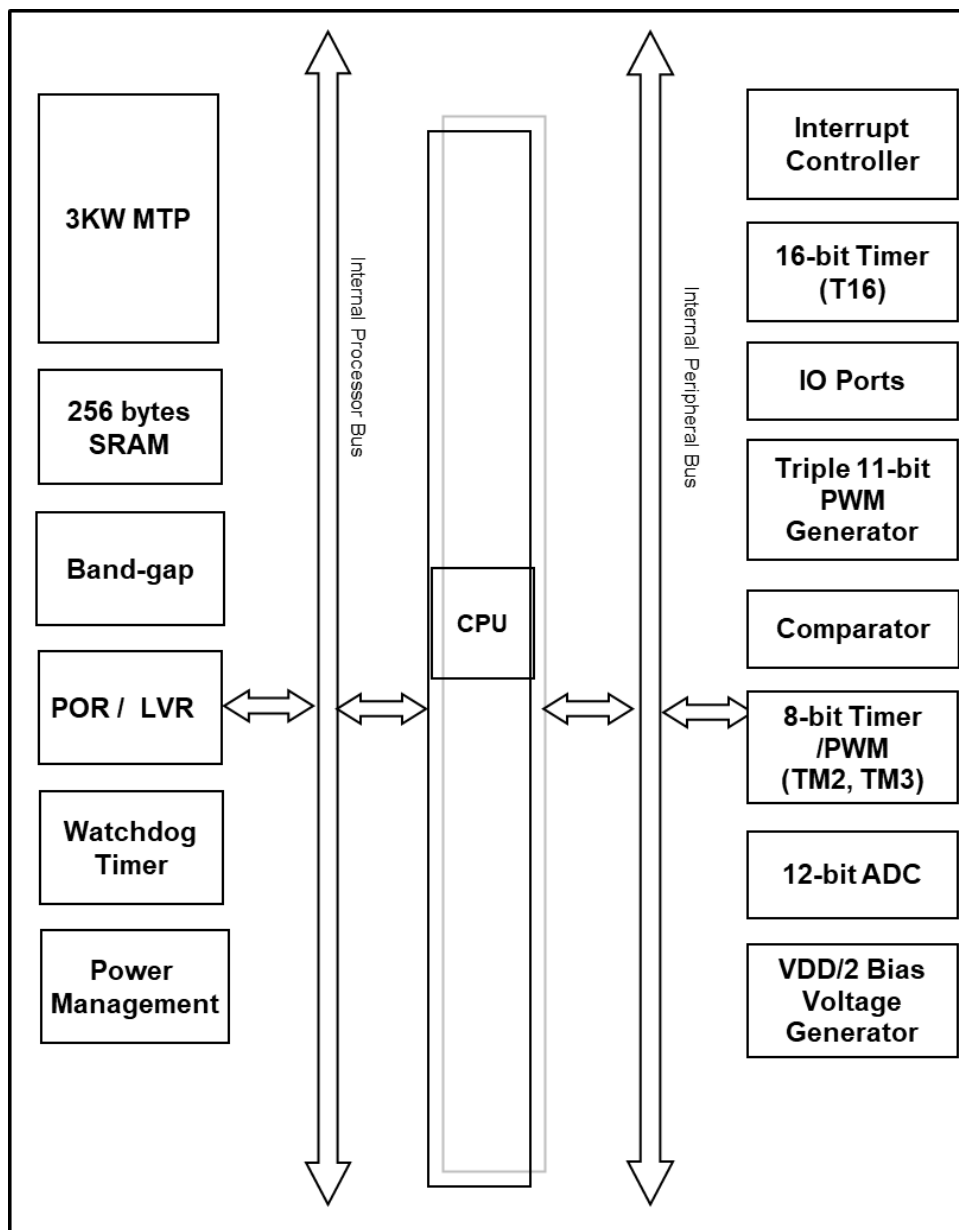 3KW MTP
256 bytes
SRAM
Band-gap
POR / LVR
Watchdog
Timer
Power
Management
Internal Processor Bus
CPU
Internal Peripheral Bus
Interrupt
Controller
16-bit Timer
(T16)
IO Ports
Triple 11-bit
PWM
Generator
Comparator
8-bit Timer
/PWM
(TM2, TM3)
12-bit ADC
VDD/2 Bias
Voltage
Generator